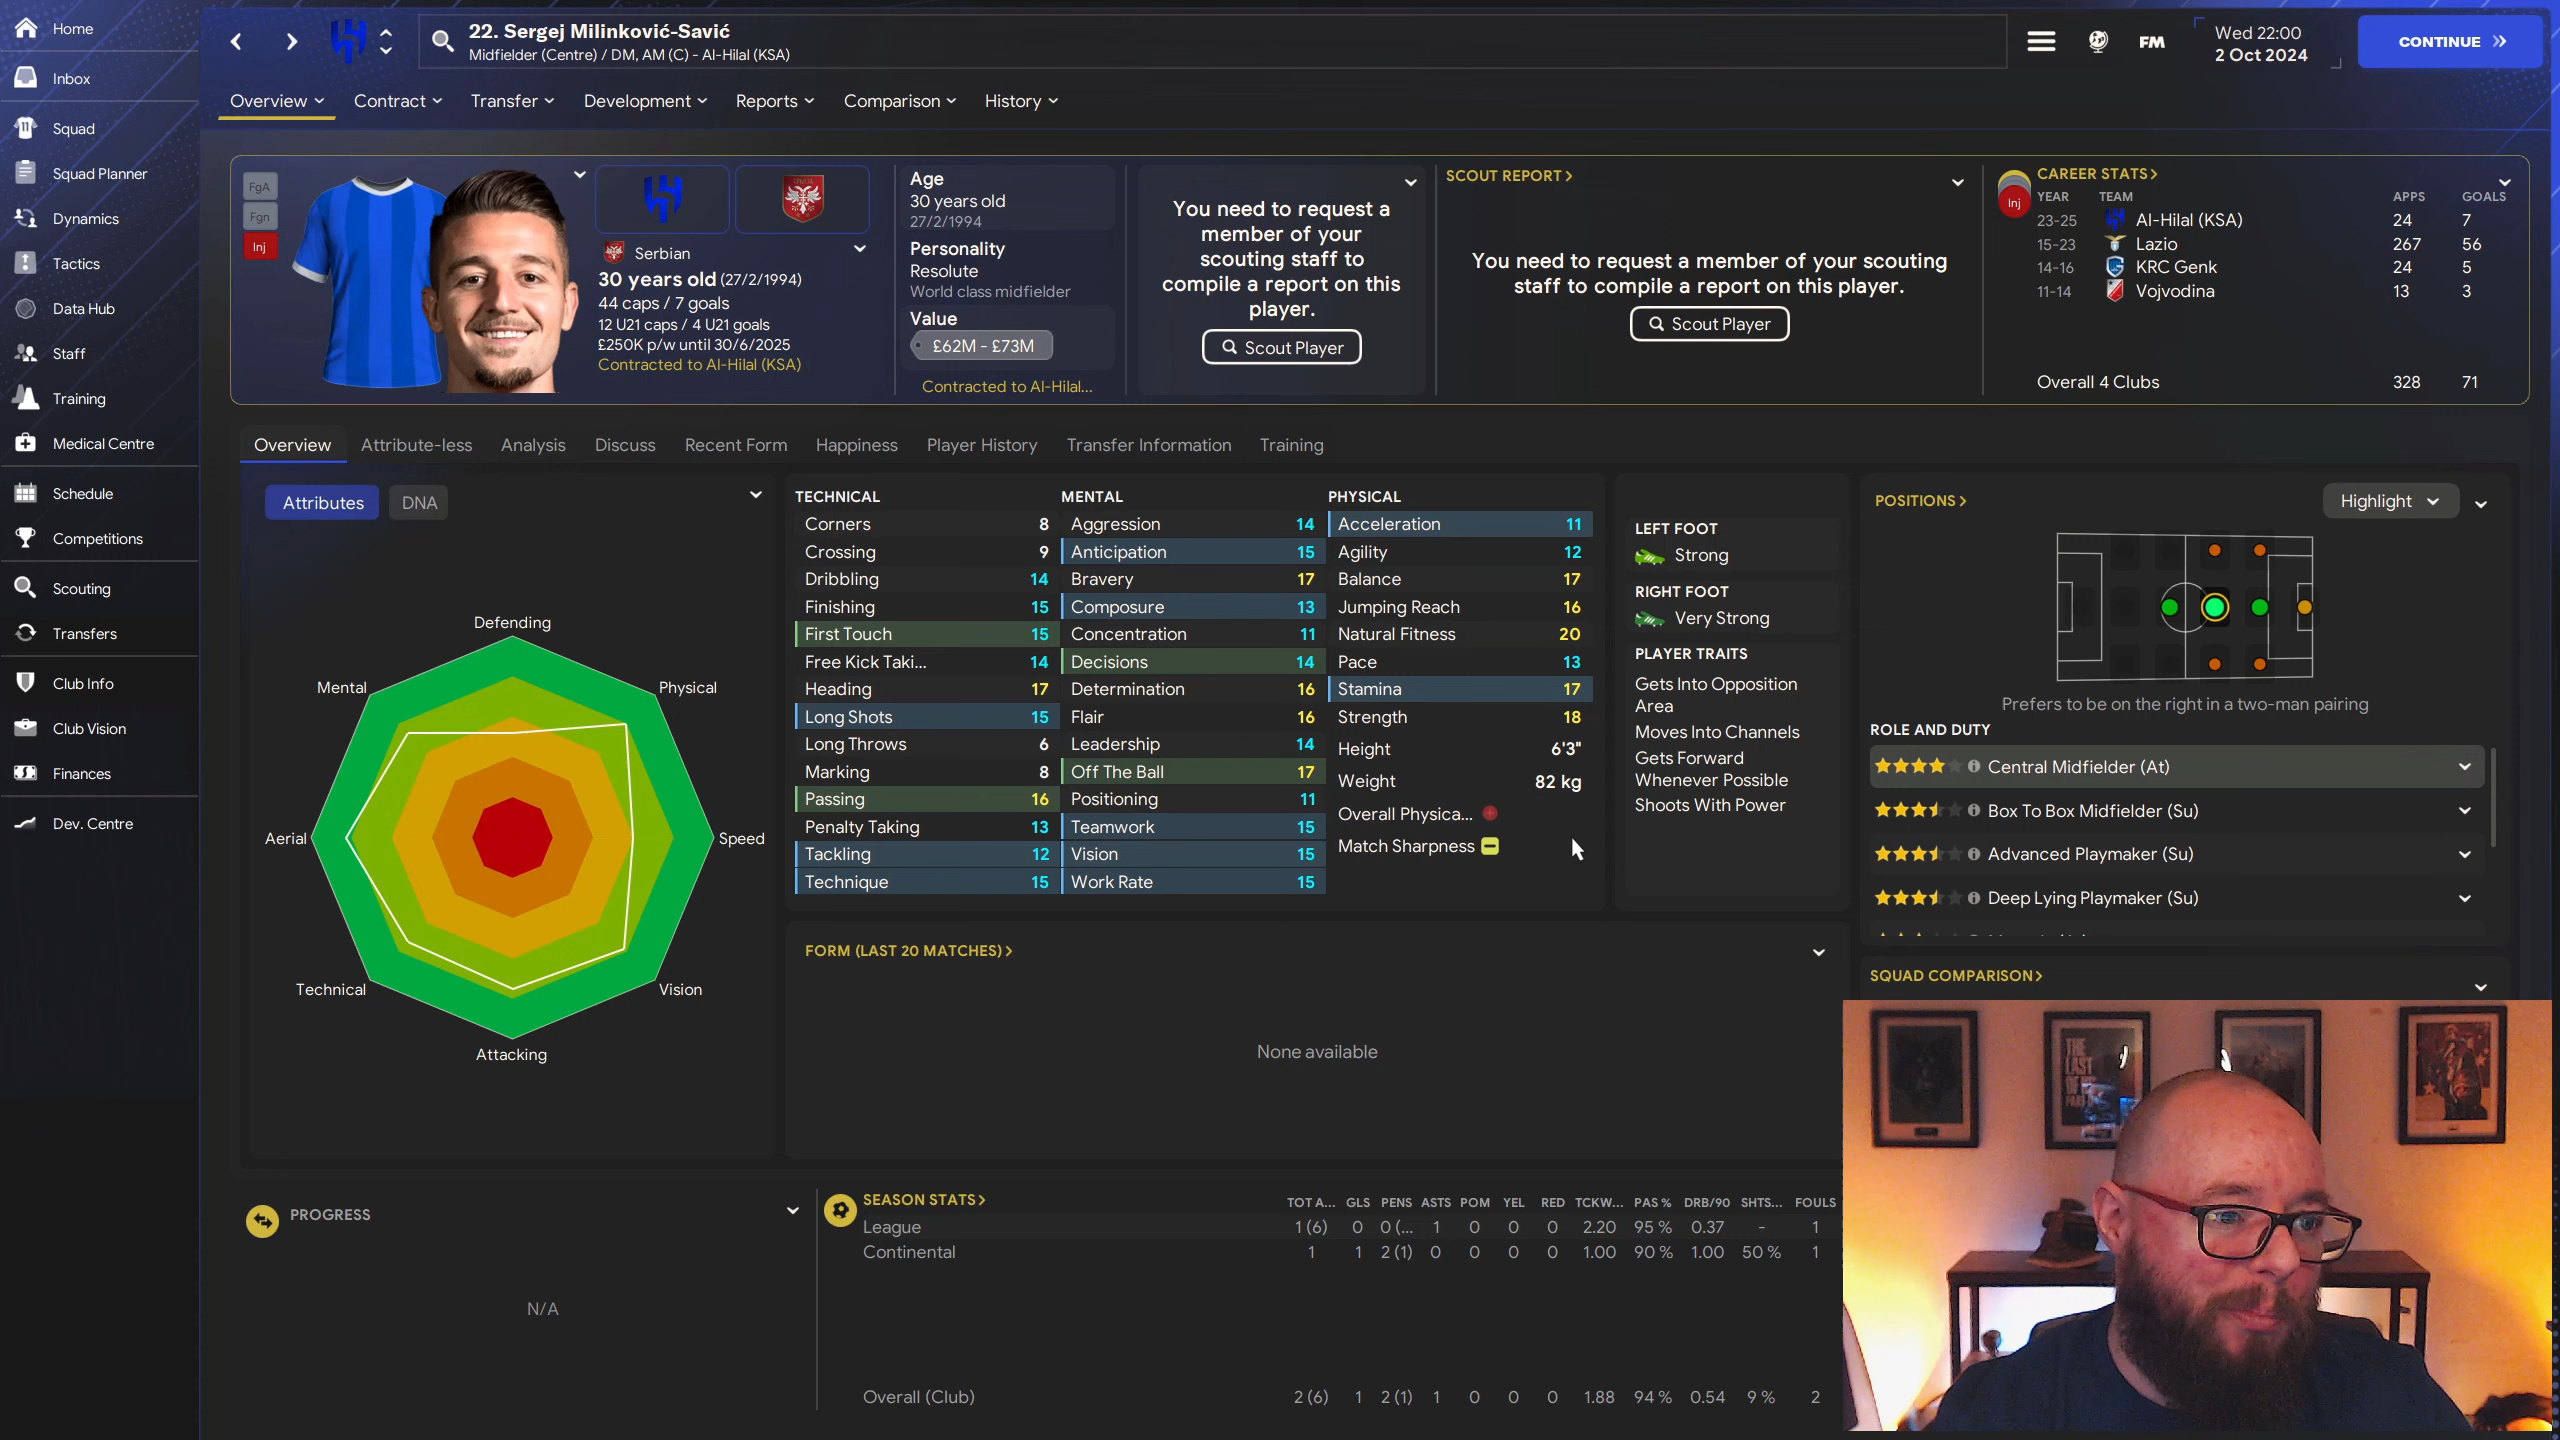 Home
Inbox
Squad
Squad Planner
Dynamics
Tactics
Data Hub
Staff
Training
Medical Centre
Schedule
Competitions
Scouting
Transfers
Club Info
Club Vision
Finances
Dev. Centre
22. Sergej Milinković-Savić
Midfielder (Centre) / DM, AM (C) - Al-Hilal (KSA)
FM
Wed 22:00
2 Oct 2024
CONTINUE
Overview Contract Transfer Development Reports Comparison History
FgA
Fgn
Inj
Serbian
30 years old (27/2/1994)
44 caps / 7 goals
12 U21 caps / 4 U21 goals
£250K p/w until 30/6/2025
Contracted to Al-Hilal (KSA)
Age
30 years old
27/2/1994
Personality
Resolute
World class midfielder
Value
£62M - £73M
Contracted to Al-Hilal...
You need to request a
member of your
scouting staff to
compile a report on this
player.
Scout Player
SCOUT REPORT
You need to request a member of your scouting
staff to compile a report on this player.
Scout Player
Inj
CAREER STATS
YEAR TEAM APPS GOALS
23-25 Al-Hilal (KSA) 24 7
15-23 Lazio 267 56
14-16 KRC Genk 24 5
11-14 Vojvodina 13 3
Overall 4 Clubs 328 71
Overview Attribute-less Analysis Discuss Recent Form Happiness Player History Transfer Information Training
Attributes DNA
Defending
Physical
Speed
Vision
Attacking
Technical
Aerial
Mental
TECHNICAL
Corners 8
Crossing 9
Dribbling 14
Finishing 15
First Touch 15
Free Kick Taki... 14
Heading 17
Long Shots 15
Long Throws 6
Marking 8
Passing 16
Penalty Taking 13
Tackling 12
Technique 15
MENTAL
Aggression 14
Anticipation 15
Bravery 17
Composure 13
Concentration 11
Decisions 14
Determination 16
Flair 16
Leadership 14
Off The Ball 17
Positioning 11
Teamwork 15
Vision 15
Work Rate 15
PHYSICAL
Acceleration 11
Agility 12
Balance 17
Jumping Reach 16
Natural Fitness 20
Pace 13
Stamina 17
Strength 18
Height 6'3"
Weight 82 kg
Overall Physica...
Match Sharpness
LEFT FOOT
Strong
RIGHT FOOT
Very Strong
PLAYER TRAITS
Gets Into Opposition
Area
Moves Into Channels
Gets Forward
Whenever Possible
Shoots With Power
POSITIONS
Highlight
Prefers to be on the right in a two-man pairing
ROLE AND DUTY
Central Midfielder (At)
Box To Box Midfielder (Su)
Advanced Playmaker (Su)
Deep Lying Playmaker (Su)
SQUAD COMPARISON
FORM (LAST 20 MATCHES)
None available
PROGRESS
N/A
SEASON STATS
TOT A... GLS PENS ASTS POM YEL RED TCKW... PAS % DRB/90 SHTS... FOULS
League 1 (6) 0 0 (... 1 0 0 0 2.20 95 % 0.37 - 1
Continental 1 1 2 (1) 0 0 0 0 1.00 90 % 1.00 50 % 1
Overall (Club) 2 (6) 1 2 (1) 1 0 0 0 1.88 94 % 0.54 9 % 2
THE
LAST
OF